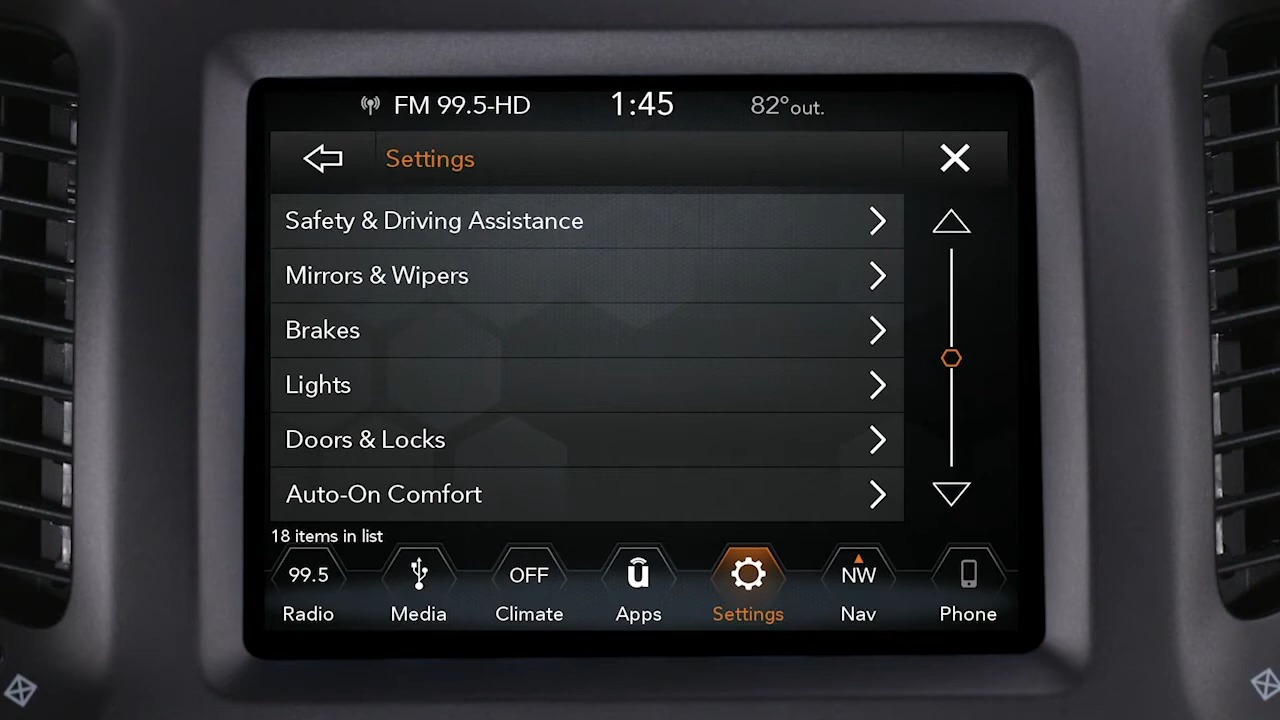 FM 99.5-HD 1:45 82°out.
Settings
Safety & Driving Assistance
Mirrors & Wipers
Brakes
Lights
Doors & Locks
Auto-On Comfort
18 items in list
99.5 OFF u NW
Radio Media Climate Apps Settings Nav Phone